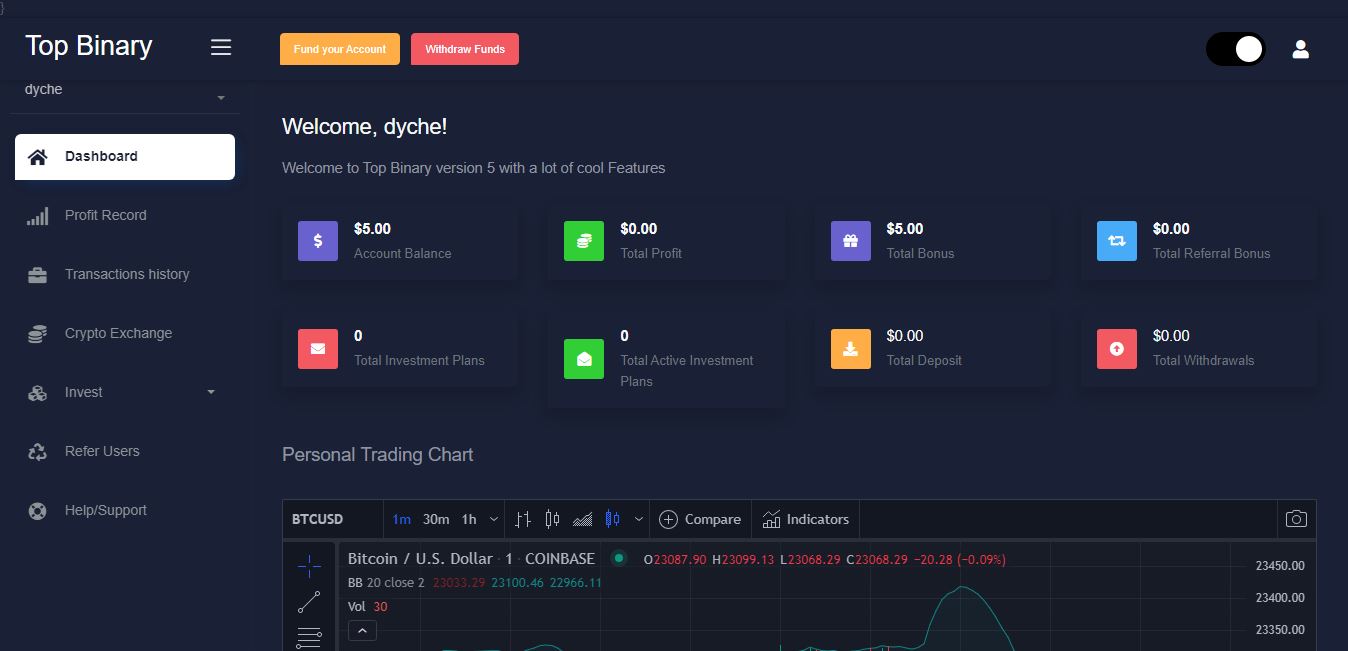 }
Top Binary
Fund your Account Withdraw Funds
dyche
Welcome, dyche!
Dashboard
Welcome to Top Binary version 5 with a lot of cool Features
Profit Record
$5.00 $0.00 $5.00 $0.00
Account Balance Total Profit Total Bonus Total Referral Bonus
Transactions history
Crypto Exchange
0 0 $0.00 $0.00
Total Investment Plans Total Active Investment Total Deposit Total Withdrawals
Plans
Invest
Refer Users
Personal Trading Chart
Help/Support
BTCUSD 1m 30m 1h Compare Indicators
Bitcoin / U.S. Dollar · 1 · COINBASE O23087.90 H23099.13 L23068.29 C23068.29 −20.28 (−0.09%)
23450.00
BB 20 close 2 23033.29 23100.46 22966.11
23400.00
Vol 30
23350.00